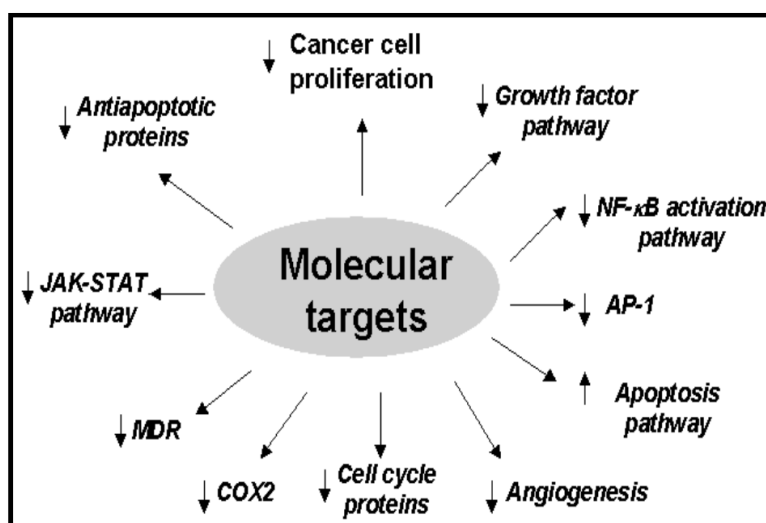 ↓ Cancer cell
proliferation
↓ Growth factor
pathway
↓ NF-κB activation
pathway
↓ AP-1
↑ Apoptosis
pathway
↓ Angiogenesis
↓ Cell cycle
proteins
↓ COX2
↓ MDR
↓ JAK-STAT
pathway
↓ Antiapoptotic
proteins
Molecular
targets